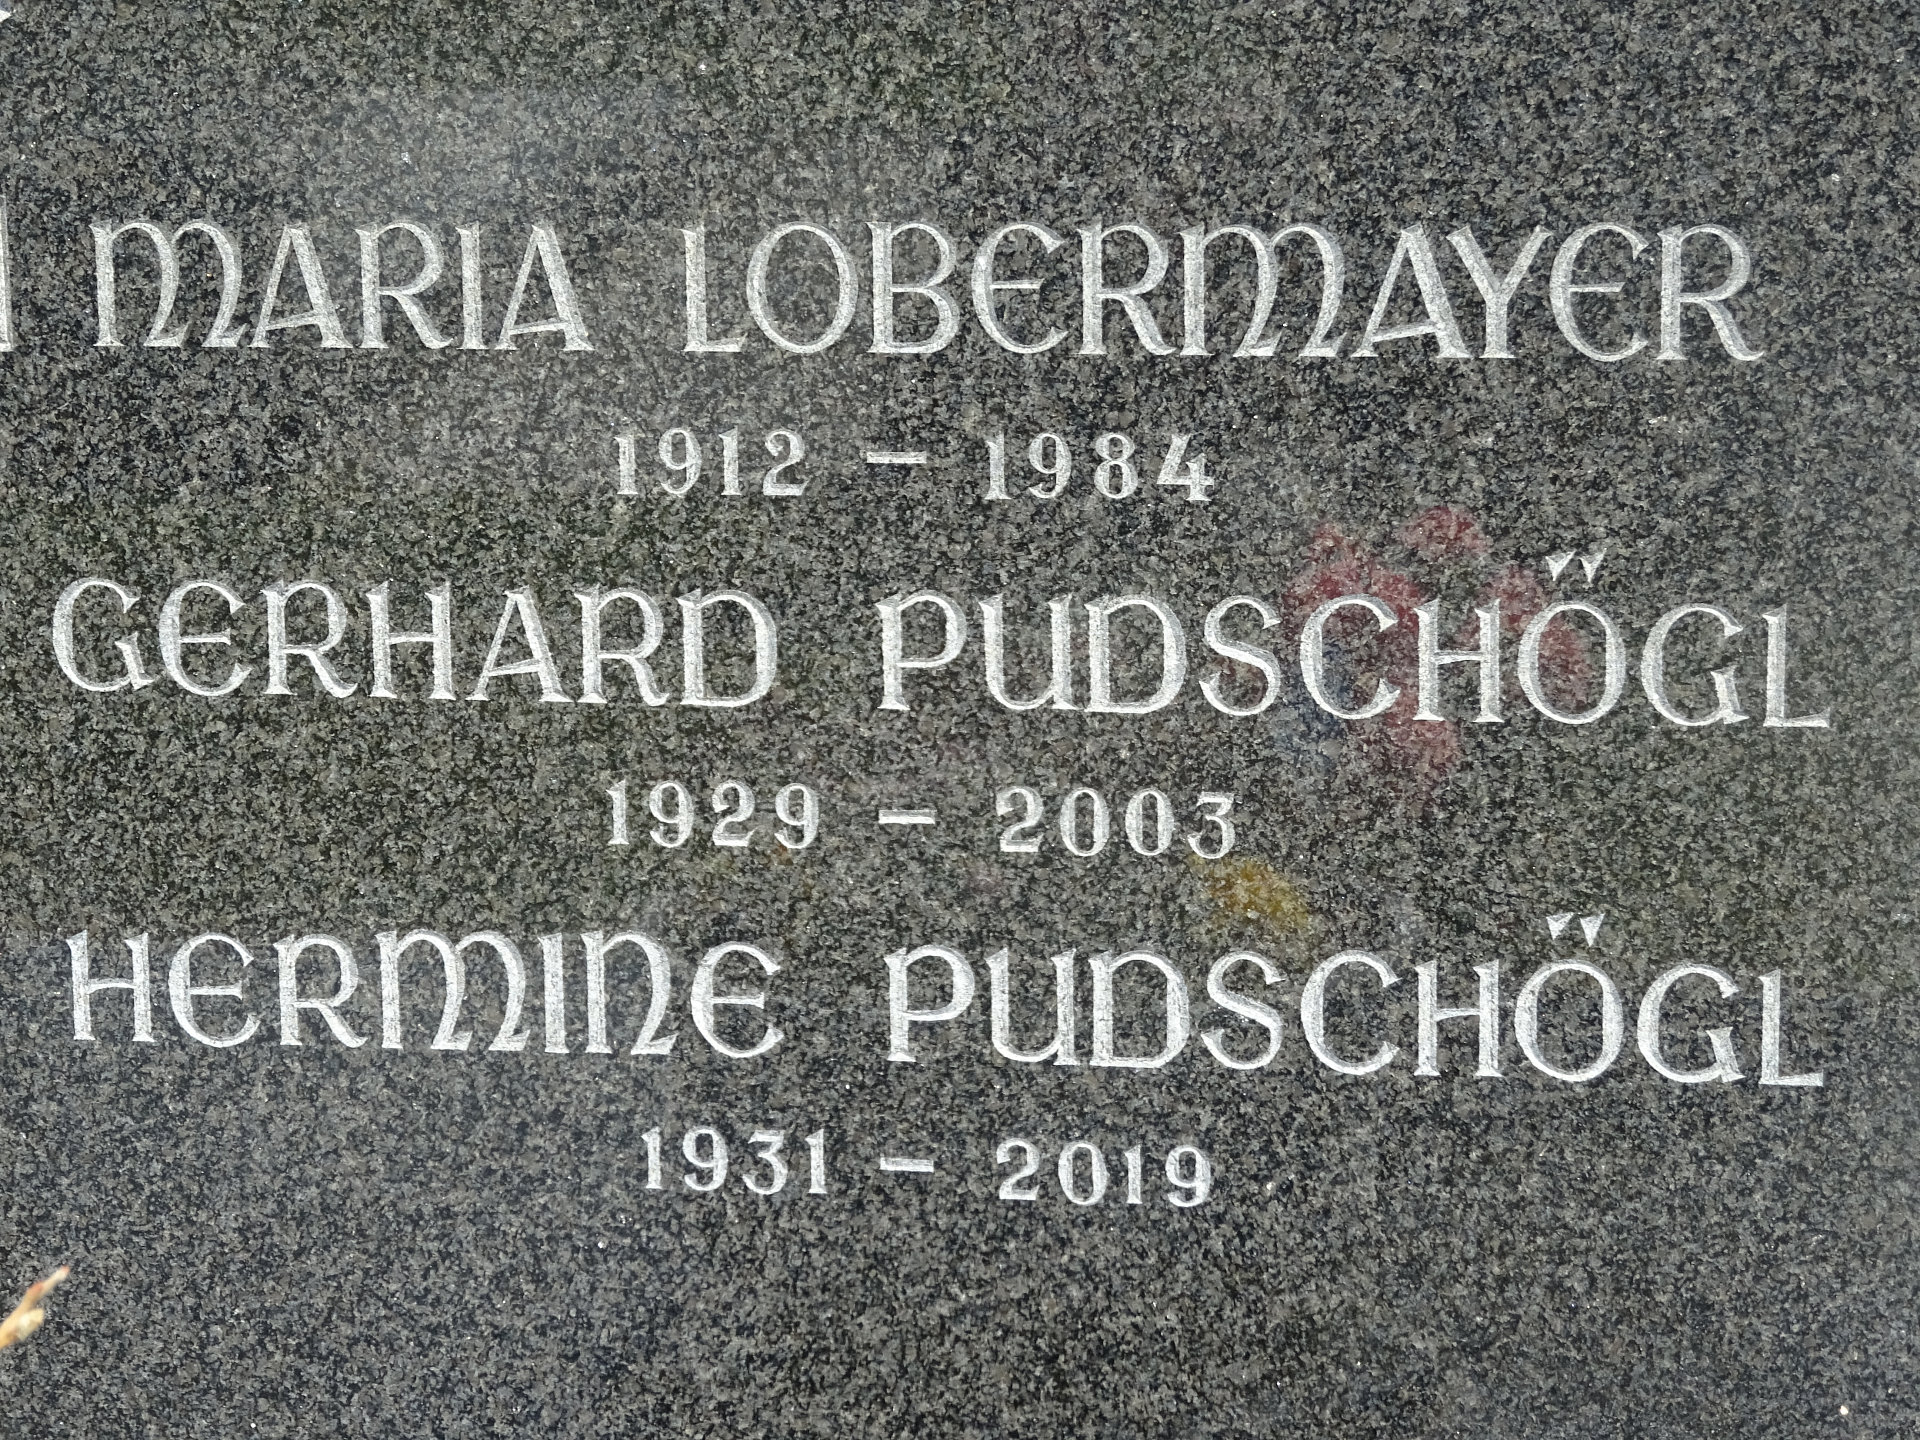 MARIA LOBERMAYER
1912 – 1984
GERHARD PUDSCHÖGL
1929 – 2003
HERMINE PUDSCHÖGL
1931 – 2019